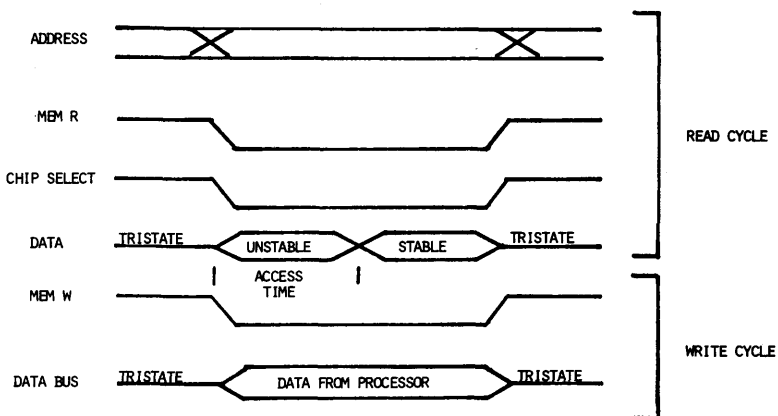 ADDRESS
MEM R
READ CYCLE
CHIP SELECT
DATA
TRISTATE
UNSTABLE
STABLE
TRISTATE
ACCESS
TIME
MEM W
WRITE CYCLE
DATA BUS
TRISTATE
DATA FROM PROCESSOR
TRISTATE